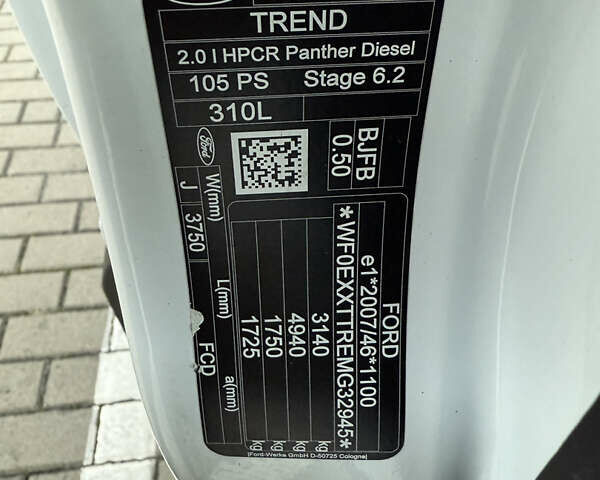 TREND
2.0 l HPCR Panther Diesel
105 PS Stage 6.2
310L
Ford
BJFB
0.50
W(mm) L(mm) a(mm)
J 3750 FCD
FORD
e1*2007/46*1100
*WF0EXXTTREMG32945*
3140 kg
4940 kg
1750 kg
1725 kg
(Ford-Werke GmbH D-50725 Cologne)